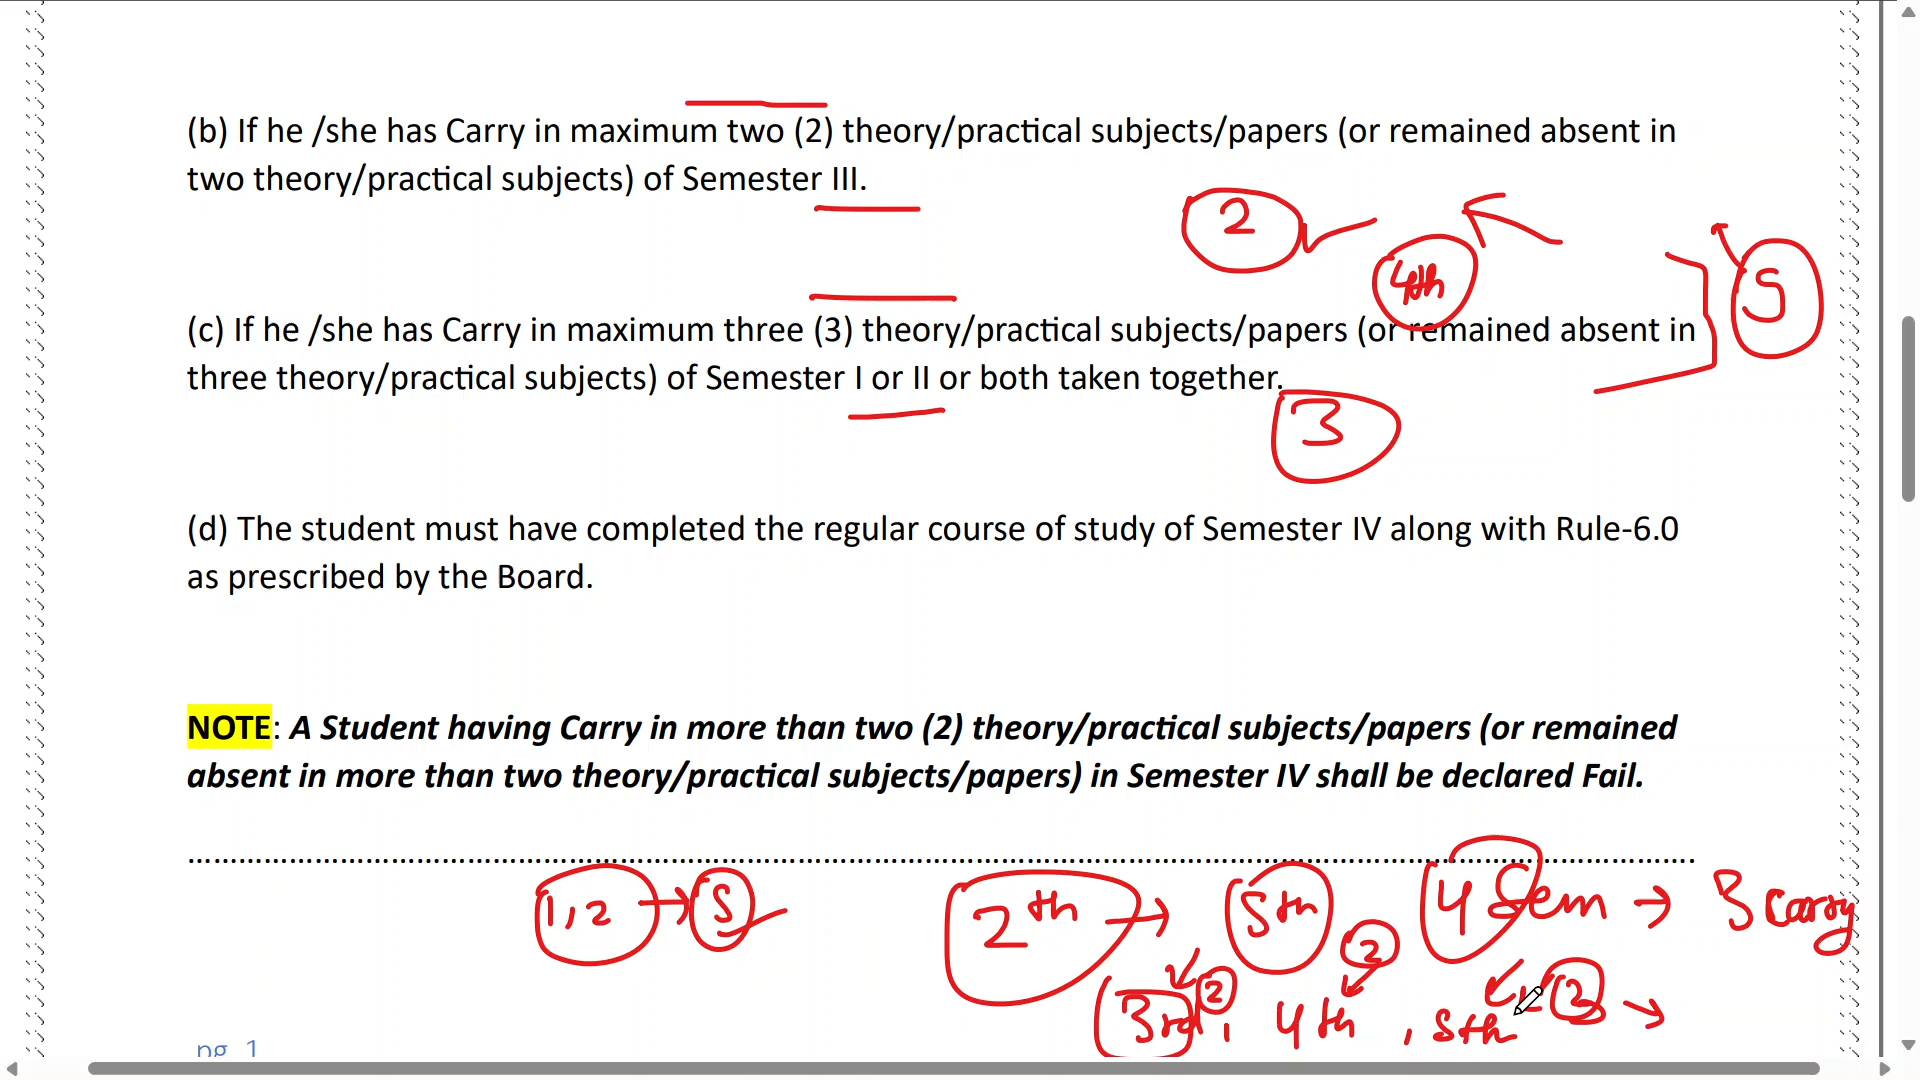 (b) If he /she has Carry in maximum two (2) theory/practical subjects/papers (or remained absent in
two theory/practical subjects) of Semester III.
2
4th
5
(c) If he /she has Carry in maximum three (3) theory/practical subjects/papers (or remained absent in
three theory/practical subjects) of Semester I or II or both taken together.
3
(d) The student must have completed the regular course of study of Semester IV along with Rule-6.0
as prescribed by the Board.
NOTE: A Student having Carry in more than two (2) theory/practical subjects/papers (or remained
absent in more than two theory/practical subjects/papers) in Semester IV shall be declared Fail.
................................................................................
1,2 → 5 2th → 5th 4 Sem → 3 Carry
2
3rd 2, 4th , 5th →
pg. 1